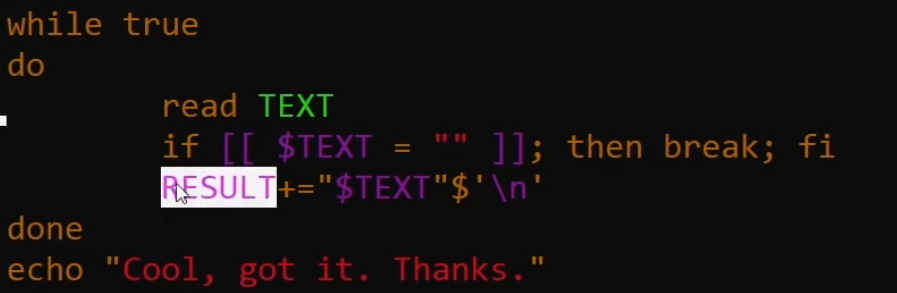 while true
do
read TEXT
if [[ $TEXT = "" ]]; then break; fi
RESULT+="$TEXT"$'\n'
done
echo "Cool, got it. Thanks."